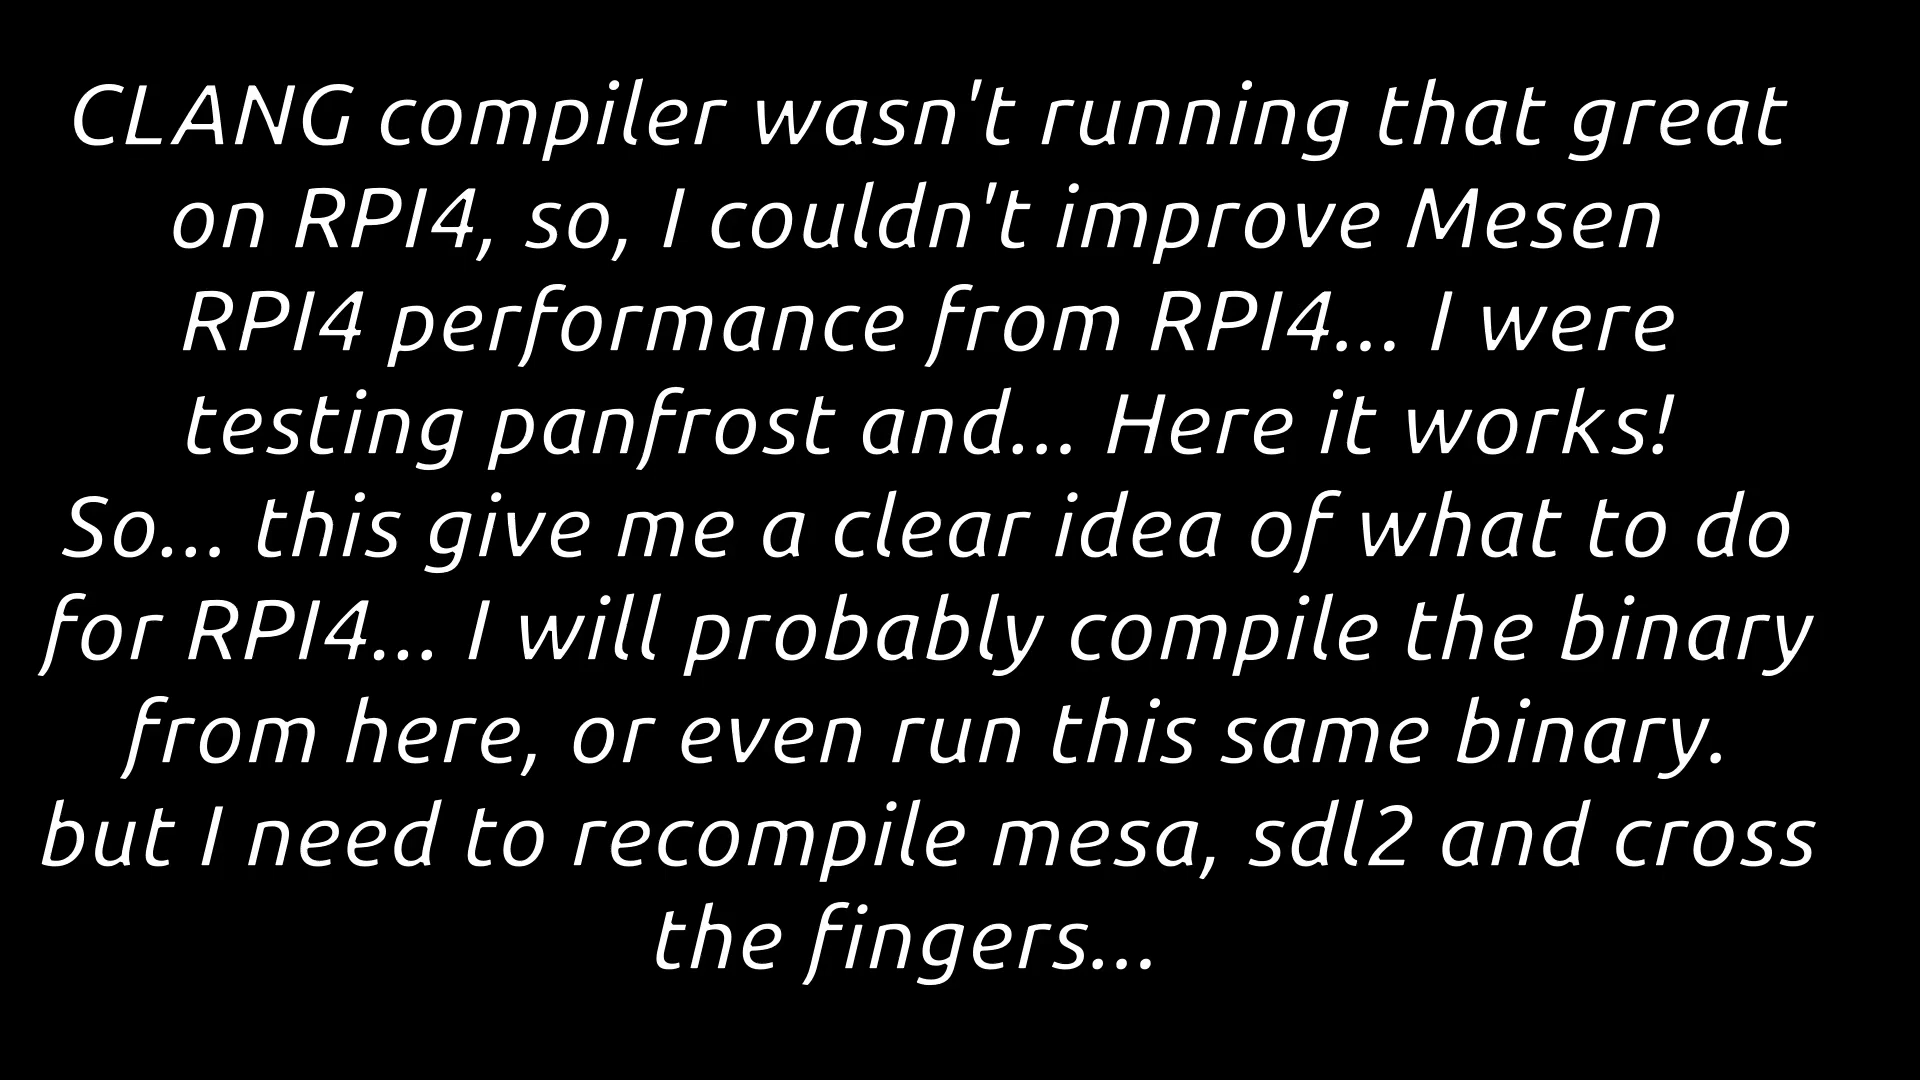 CLANG compiler wasn't running that great
on RPI4, so, I couldn't improve Mesen
RPI4 performance from RPI4... I were
testing panfrost and... Here it works!
So... this give me a clear idea of what to do
for RPI4... I will probably compile the binary
from here, or even run this same binary.
but I need to recompile mesa, sdl2 and cross
the fingers...